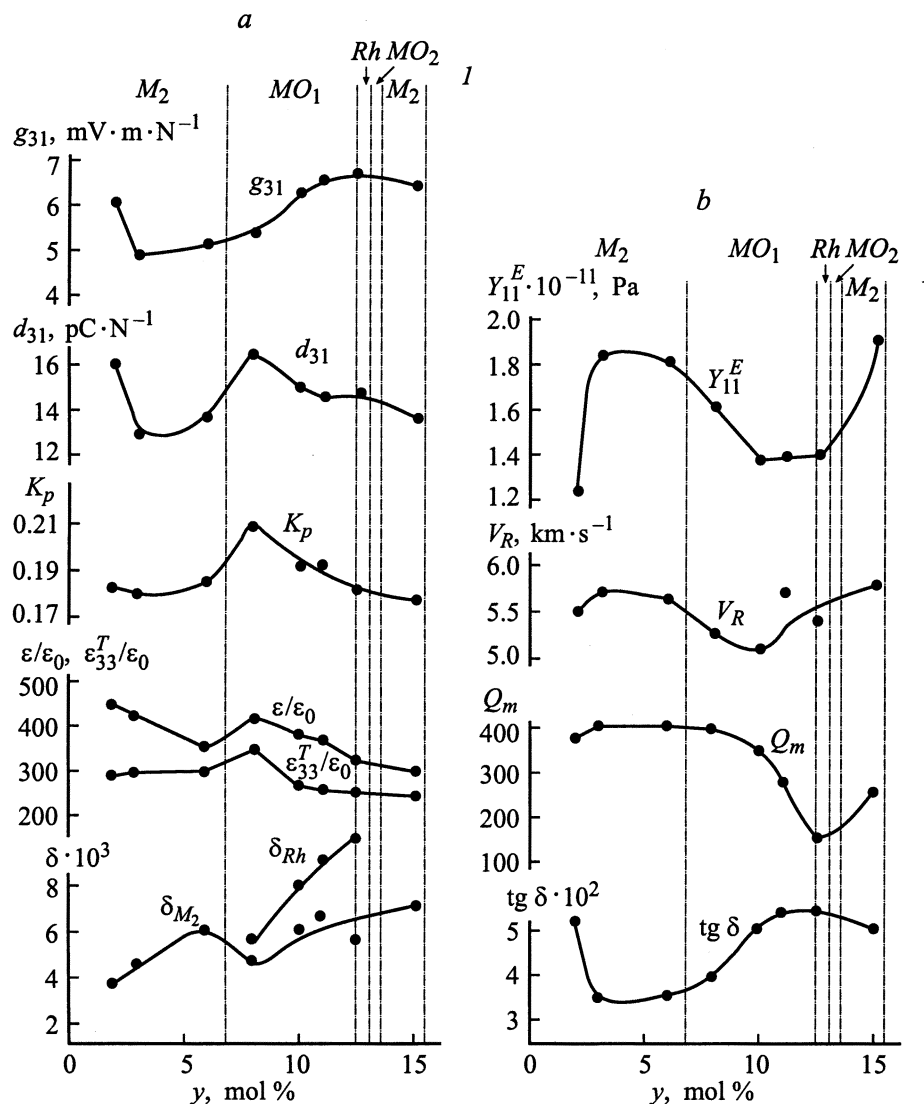 a
Rh MO₂
1
M₂ MO₁ M₂
g₃₁, mV·m·N⁻¹
7
g₃₁
6
5
4
d₃₁, pC·N⁻¹
16
d₃₁
14
12
Kₚ
0.21
Kₚ
0.19
0.17
ε/ε₀, ε₃₃ᵀ/ε₀
500
ε/ε₀
400
300
ε₃₃ᵀ/ε₀
200
δ·10³
δ_Rh
8
δ_M₂
6
4
2
0 5 10 15
y, mol %
b
M₂ MO₁ Rh MO₂
Y₁₁ᴱ·10⁻¹¹, Pa M₂
2.0
1.8
Y₁₁ᴱ
1.6
1.4
1.2
V_R, km·s⁻¹
6.0
5.5
V_R
5.0
Qₘ
400
Qₘ
300
200
100
tg δ·10²
5
tg δ
4
3
0 5 10 15
y, mol %